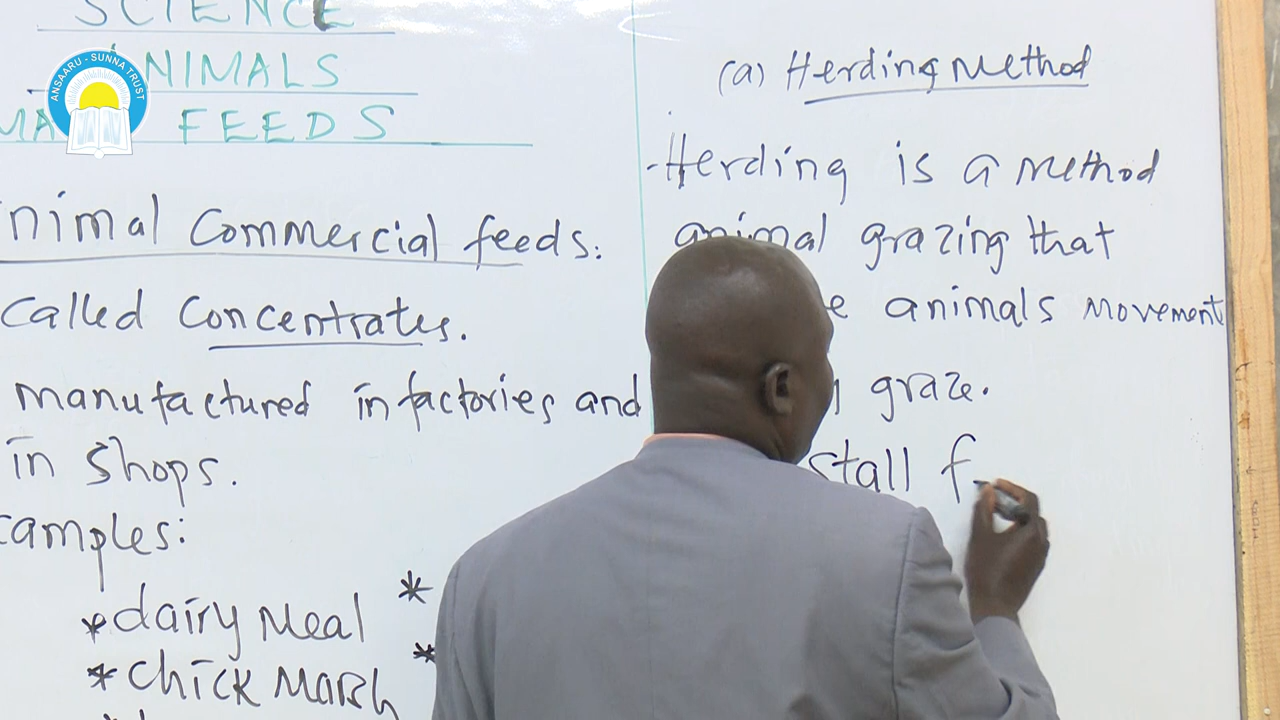 SCIENCE
ANIMALS
FEEDS
ANSAARU - SUNNA TRUST
nimal Commercial feeds:
called Concentrates.
manufactured in factories and
in shops.
camples:
*dairy meal *
*chick marsh *
(a) Herding method
-Herding is a method
animal grazing that
animals movement
graze.
stall f